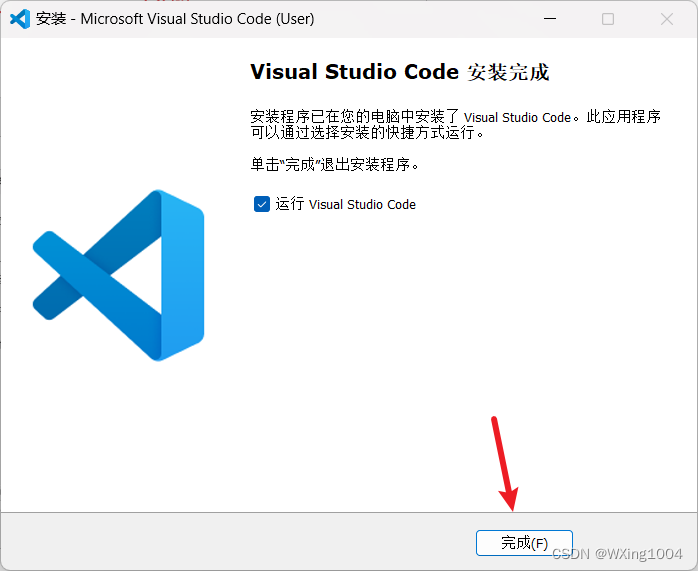 安装 - Microsoft Visual Studio Code (User)
Visual Studio Code 安装完成
安装程序已在您的电脑中安装了 Visual Studio Code。此应用程序
可以通过选择安装的快捷方式运行。
单击“完成”退出安装程序。
运行 Visual Studio Code
完成(F)
CSDN @WXing1004